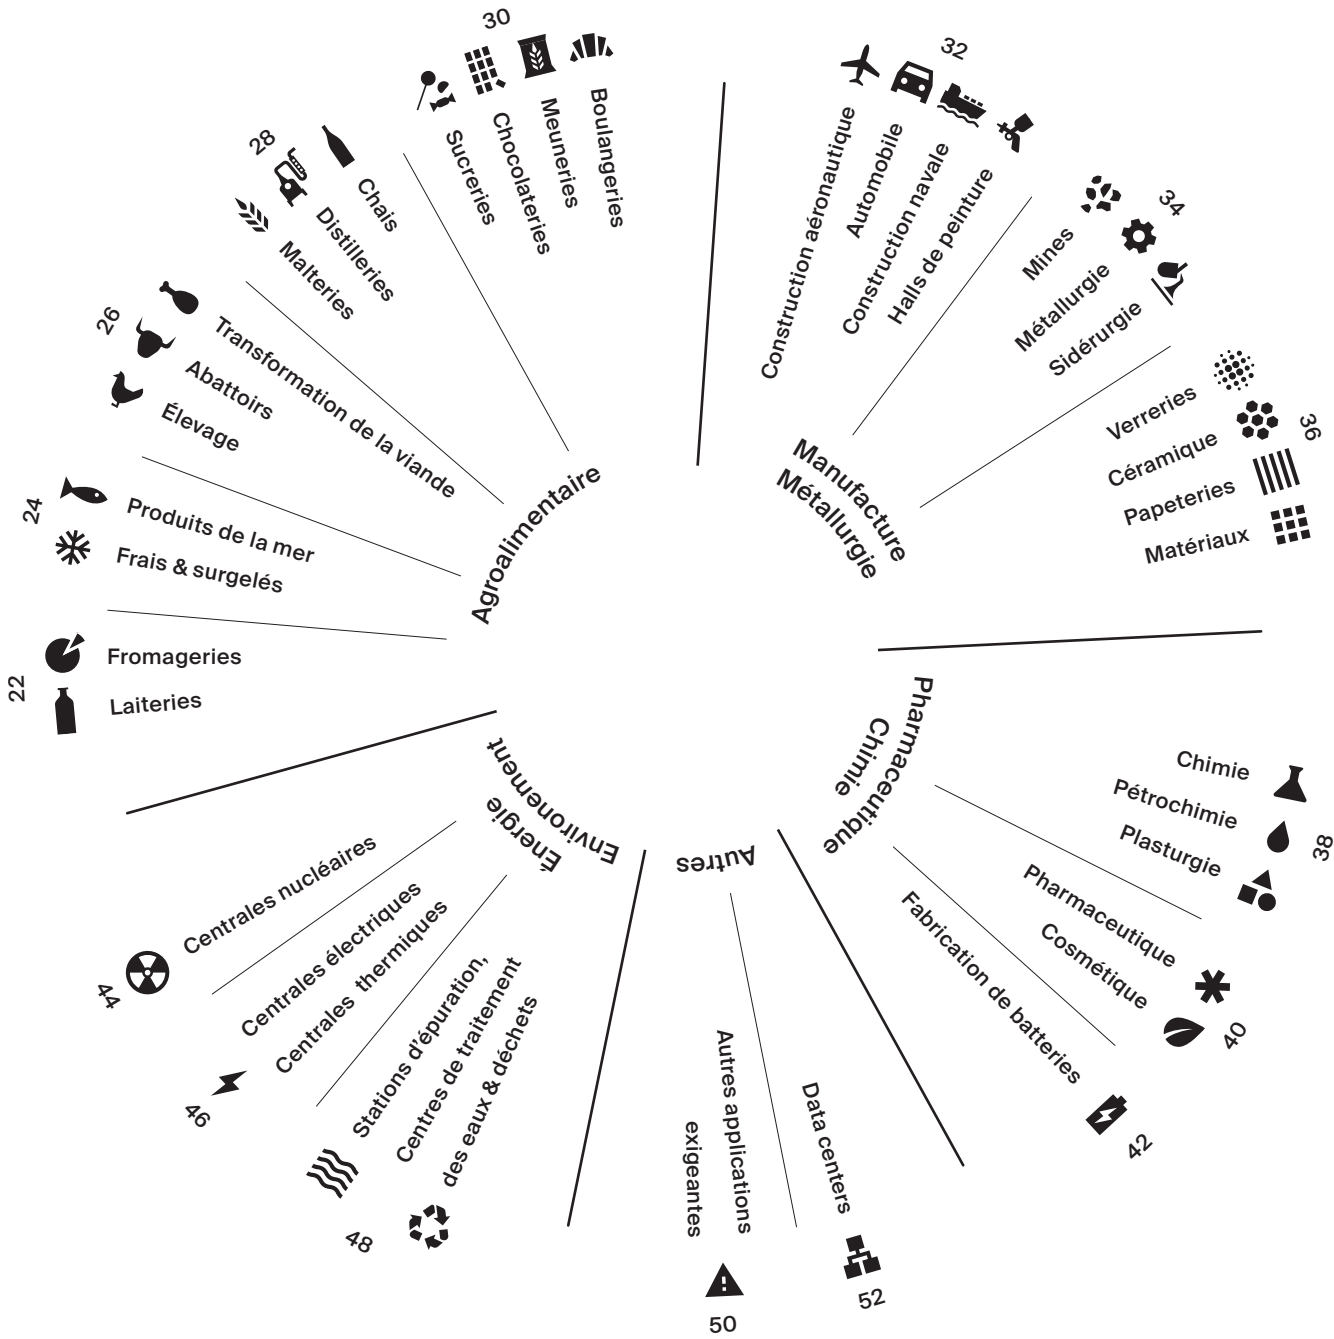 Agroalimentaire
22
Laiteries
Fromageries
24
Frais & surgelés
Produits de la mer
26
Élevage
Abattoirs
Transformation de la viande
28
Malteries
Distilleries
Chais
30
Sucreries
Chocolateries
Meuneries
Boulangeries
Manufacture
Métallurgie
32
Construction aéronautique
Automobile
Construction navale
Halls de peinture
34
Mines
Métallurgie
Sidérurgie
36
Verreries
Céramique
Papeteries
Matériaux
Pharmaceutique
Chimie
38
Chimie
Pétrochimie
Plasturgie
40
Pharmaceutique
Cosmétique
42
Fabrication de batteries
Autres
52
Data centers
50
Autres applications
exigeantes
Environement
Énergie
48
Stations d'épuration,
Centres de traitement
des eaux & déchets
46
Centrales électriques
Centrales thermiques
44
Centrales nucléaires